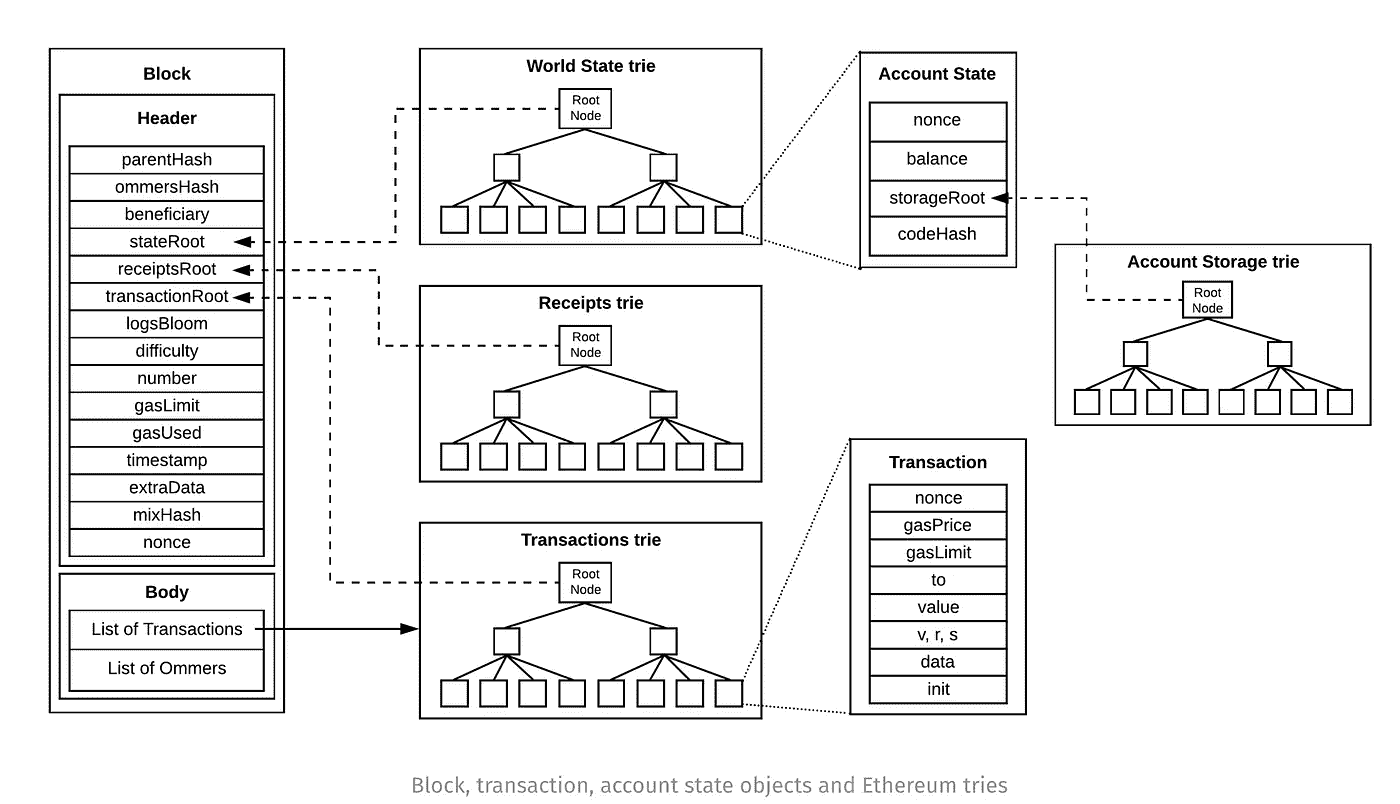 Block
Header
parentHash
ommersHash
beneficiary
stateRoot
receiptsRoot
transactionRoot
logsBloom
difficulty
number
gasLimit
gasUsed
timestamp
extraData
mixHash
nonce
Body
List of Transactions
List of Ommers
World State trie
Root
Node
Receipts trie
Root
Node
Transactions trie
Root
Node
Account State
nonce
balance
storageRoot
codeHash
Account Storage trie
Root
Node
Transaction
nonce
gasPrice
gasLimit
to
value
v, r, s
data
init
Block, transaction, account state objects and Ethereum tries